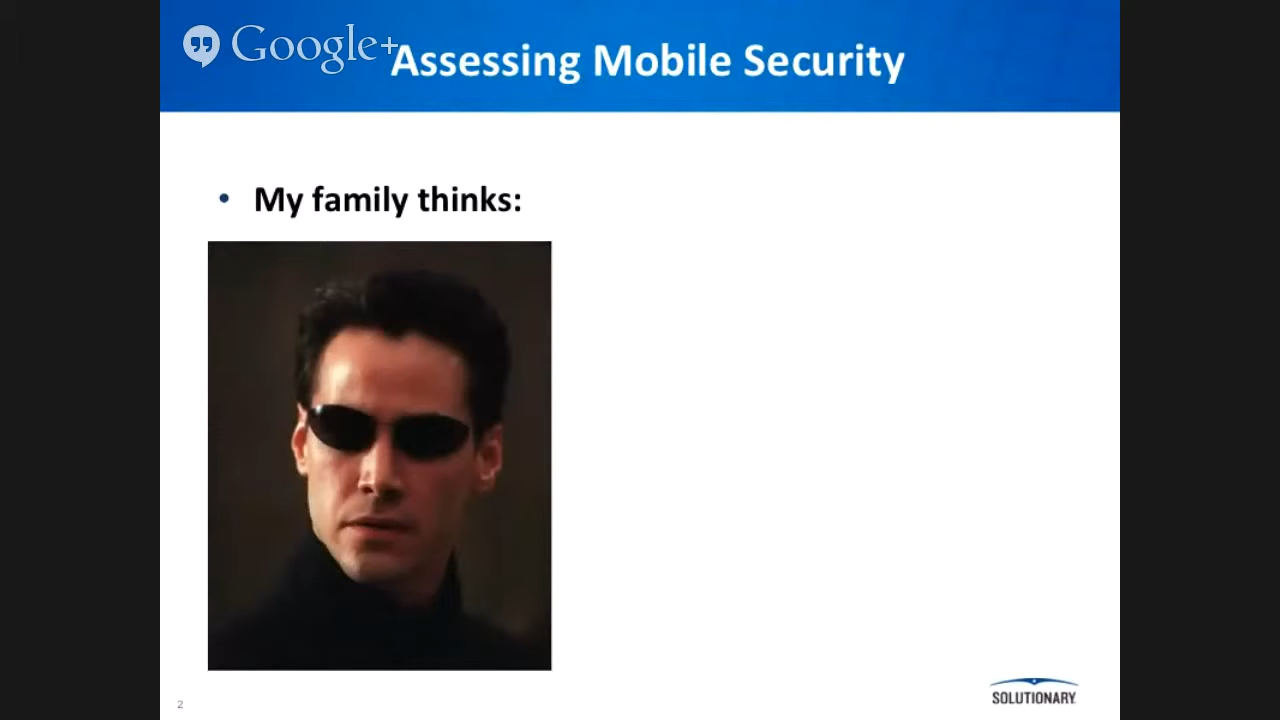 Google+
Assessing Mobile Security
• My family thinks:
2
SOLUTIONARY